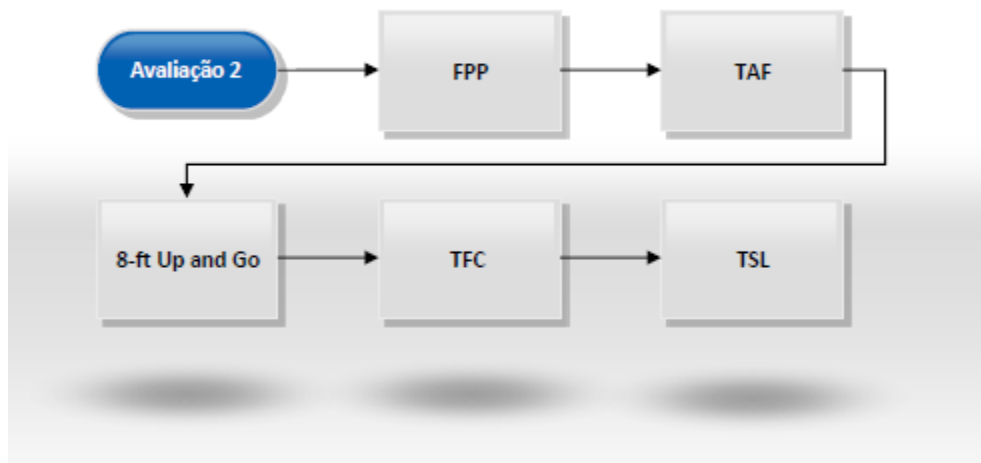 Avaliação 2
FPP
TAF
8-ft Up and Go
TFC
TSL